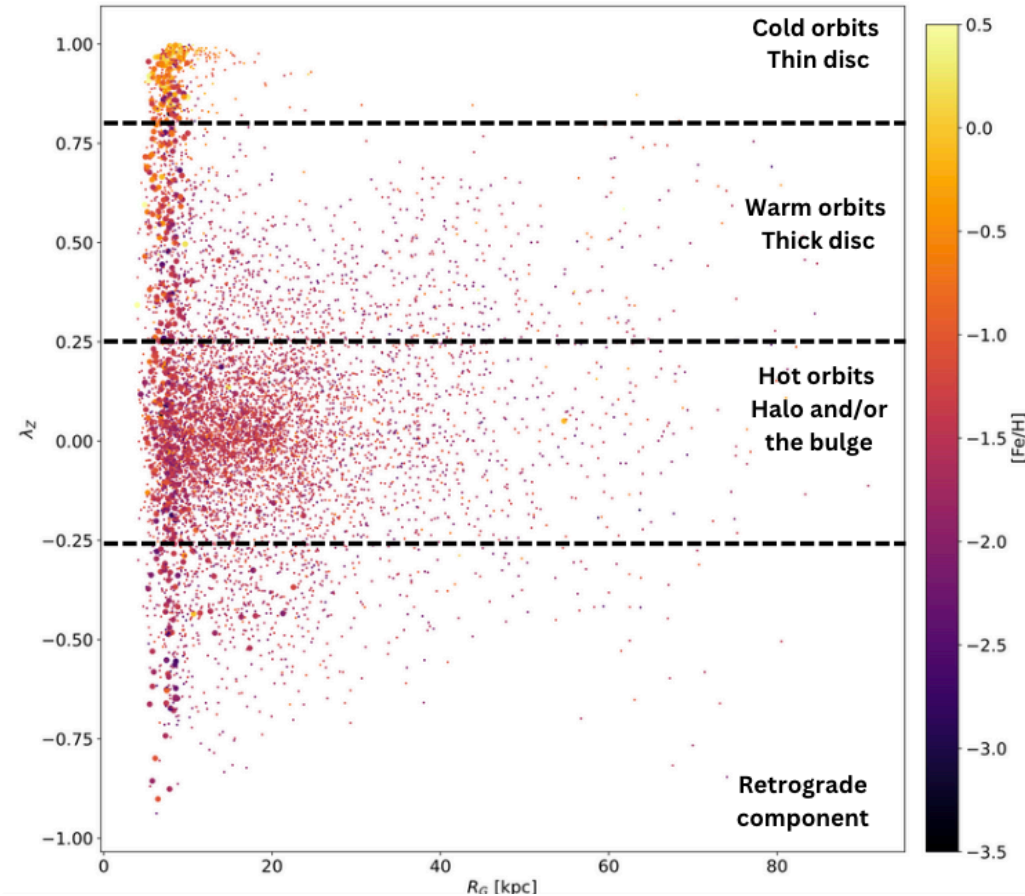 Cold orbits
Thin disc
Warm orbits
Thick disc
Hot orbits
Halo and/or
the bulge
Retrograde
component
1.00
0.75
0.50
0.25
0.00
−0.25
−0.50
−0.75
−1.00
λZ
0
20
40
60
80
RG [kpc]
0.5
0.0
−0.5
−1.0
−1.5
−2.0
−2.5
−3.0
−3.5
[Fe/H]